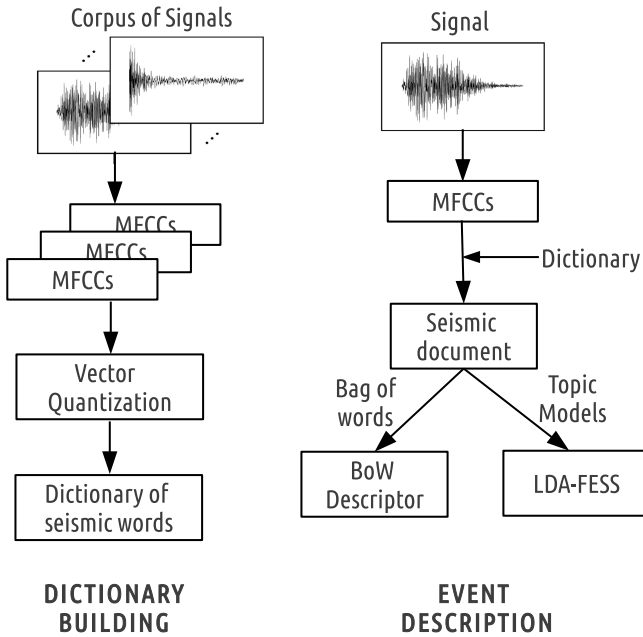 Corpus of Signals
MFCCs
MFCCs
MFCCs
Vector
Quantization
Dictionary of
seismic words
DICTIONARY
BUILDING
Signal
MFCCs
Dictionary
Seismic
document
Bag of
words
Topic
Models
BoW
Descriptor
LDA-FESS
EVENT
DESCRIPTION